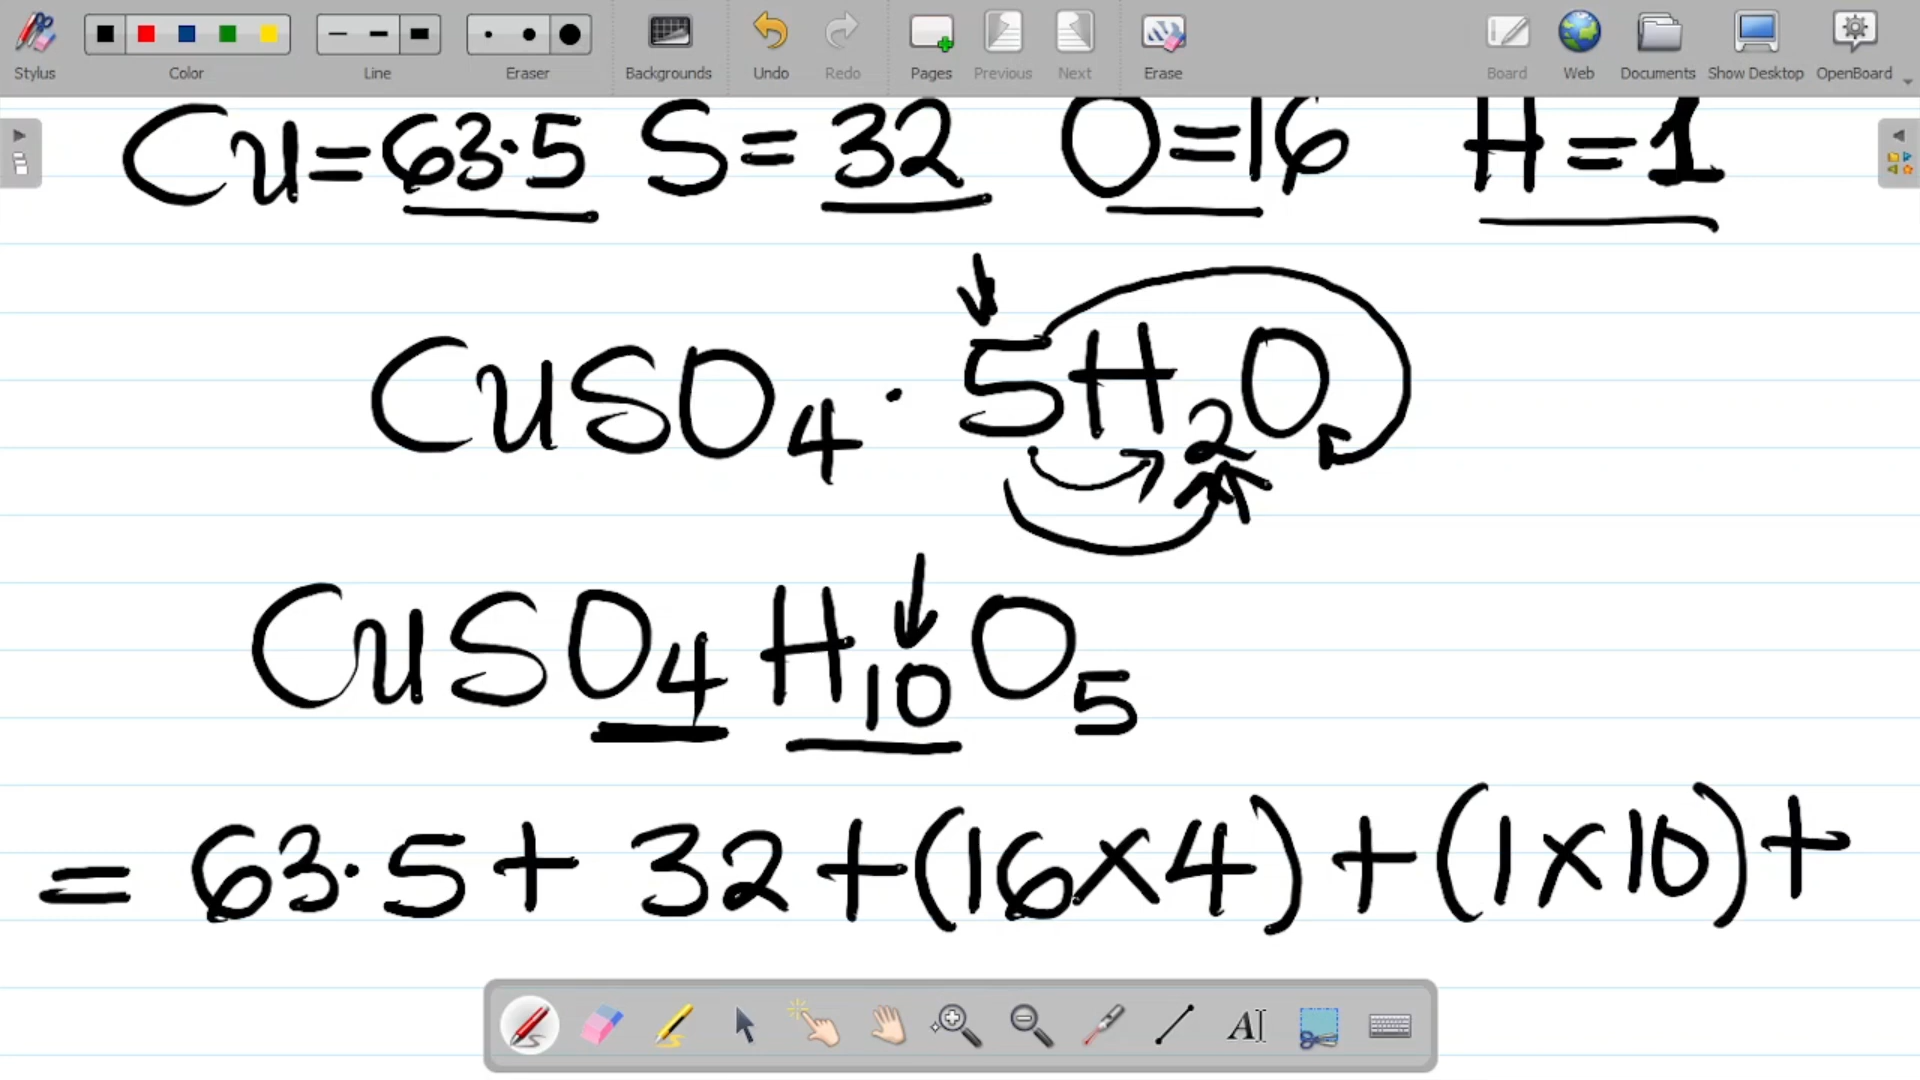 Stylus Color Line Eraser Backgrounds Undo Redo Pages Previous Next Erase Board Web Documents Show Desktop OpenBoard
Cu=63.5 S=32 O=16 H=1
CuSO₄·5H₂O
CuSO₄H₁₀O₅
= 63.5+ 32+(16×4)+(1×10)+
AI